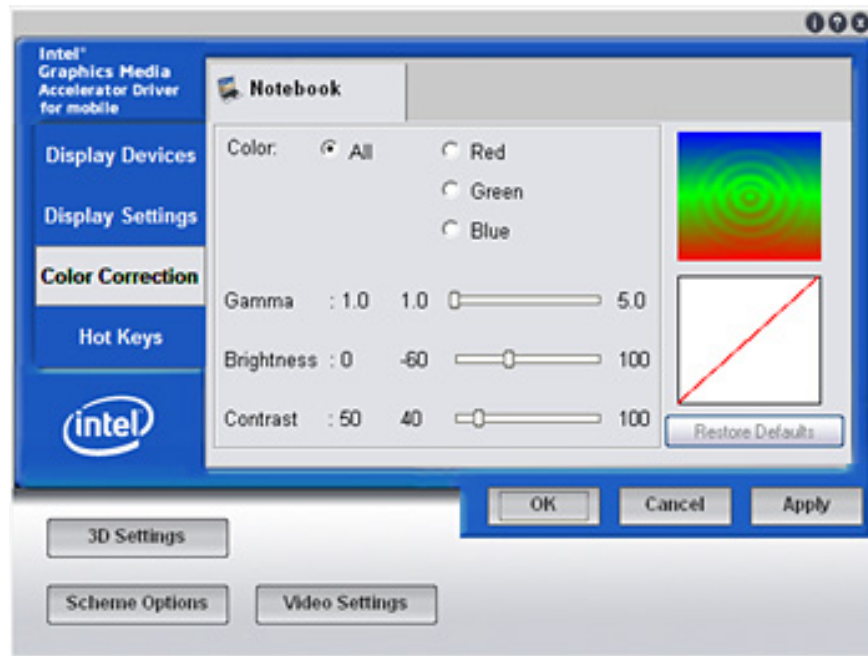 Intel®
Graphics Media
Accelerator Driver
for mobile
Notebook
Display Devices
Display Settings
Color Correction
Hot Keys
intel
Color: All Red
Green
Blue
Gamma : 1.0 1.0 5.0
Brightness : 0 -60 100
Contrast : 50 40 100
Restore Defaults
OK Cancel Apply
3D Settings
Scheme Options Video Settings